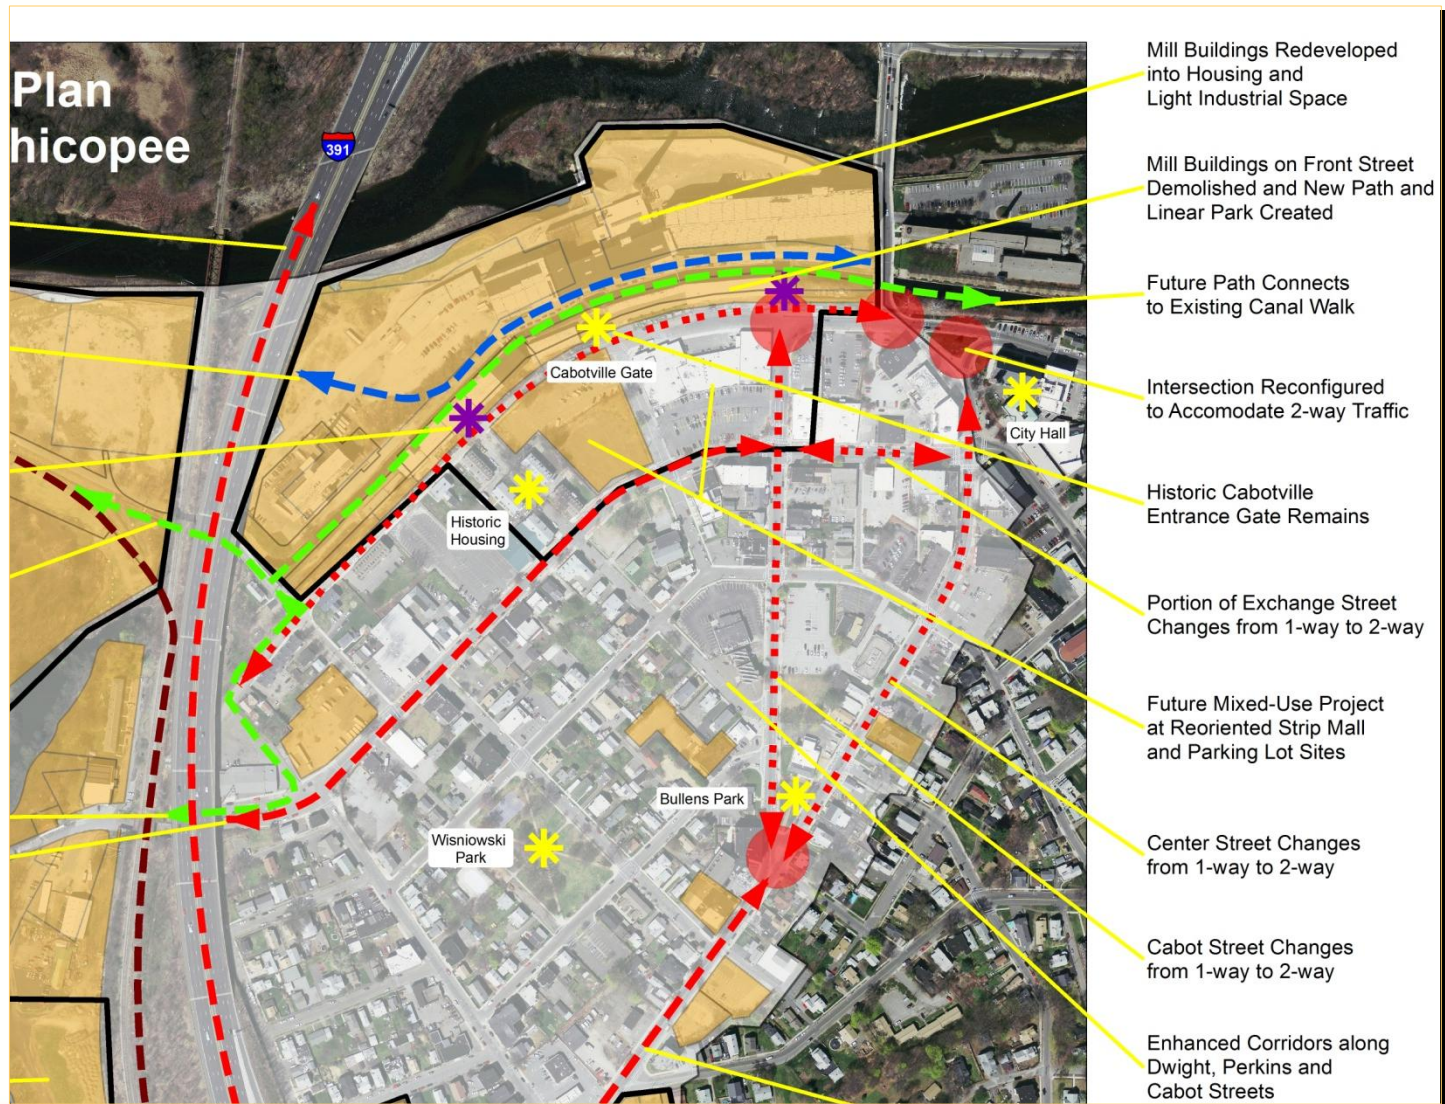 Plan
hicopee
391
Cabotville Gate
City Hall
Historic
Housing
Bullens Park
Wisniowski
Park
Mill Buildings Redeveloped
into Housing and
Light Industrial Space
Mill Buildings on Front Street
Demolished and New Path and
Linear Park Created
Future Path Connects
to Existing Canal Walk
Intersection Reconfigured
to Accomodate 2-way Traffic
Historic Cabotville
Entrance Gate Remains
Portion of Exchange Street
Changes from 1-way to 2-way
Future Mixed-Use Project
at Reoriented Strip Mall
and Parking Lot Sites
Center Street Changes
from 1-way to 2-way
Cabot Street Changes
from 1-way to 2-way
Enhanced Corridors along
Dwight, Perkins and
Cabot Streets